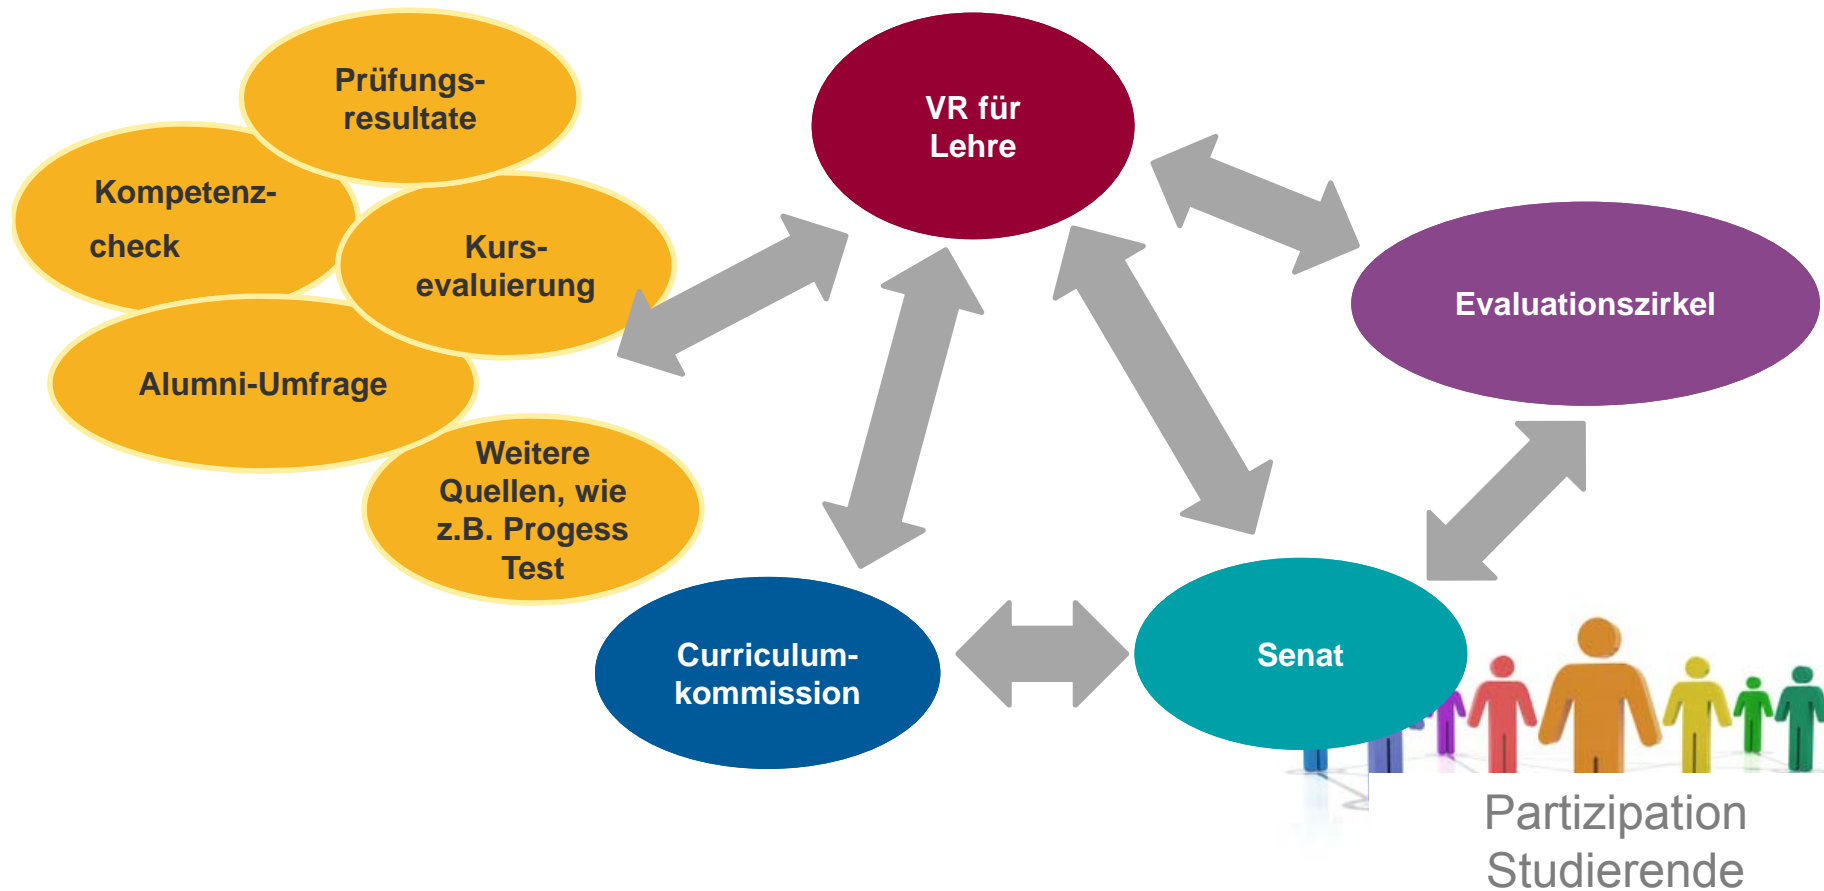 Prüfungs-
resultate
Kompetenz-
check
Kurs-
evaluierung
Alumni-Umfrage
Weitere
Quellen, wie
z.B. Progess
Test
VR für
Lehre
Evaluationszirkel
Curriculum-
kommission
Senat
Partizipation
Studierende